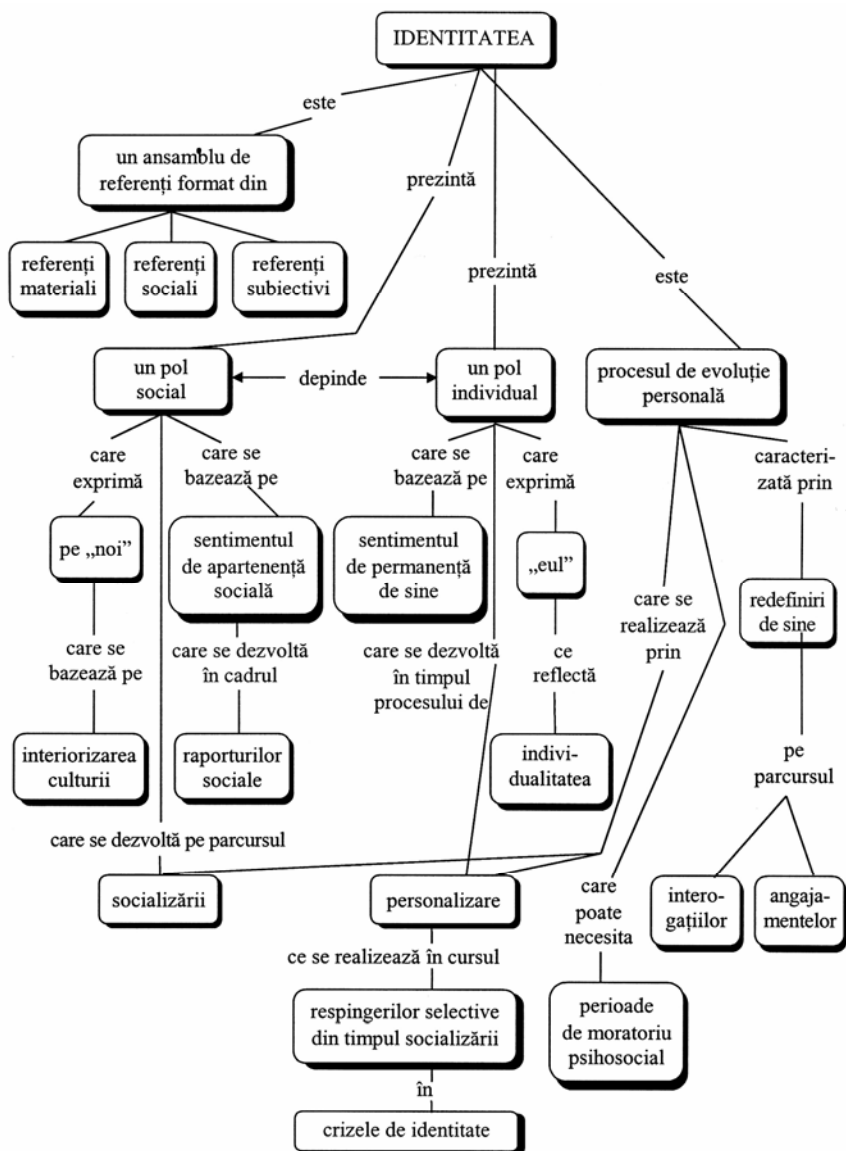 IDENTITATEA
este
un ansamblu de
referenți format din
prezintă
referenți
materiali
referenți
sociali
referenți
subiectivi
prezintă
este
un pol
social
depinde
un pol
individual
procesul de evoluție
personală
care
exprimă
care se
bazează pe
care se
bazează pe
care
exprimă
caracteri-
zată prin
pe „noi”
sentimentul
de apartenență
socială
sentimentul
de permanență
de sine
„eul”
care se
realizează
prin
redefiniri
de sine
care se
bazează pe
care se dezvoltă
în cadrul
care se dezvoltă
în timpul
procesului de
ce
reflectă
interiorizarea
culturii
raporturilor
sociale
indivi-
dualitatea
pe
parcursul
care se dezvoltă pe parcursul
socializării
personalizare
care
poate
necesita
intero-
gațiilor
angaja-
mentelor
ce se realizează în cursul
respingerilor selective
din timpul socializării
perioade
de moratoriu
psihosocial
în
crizele de identitate